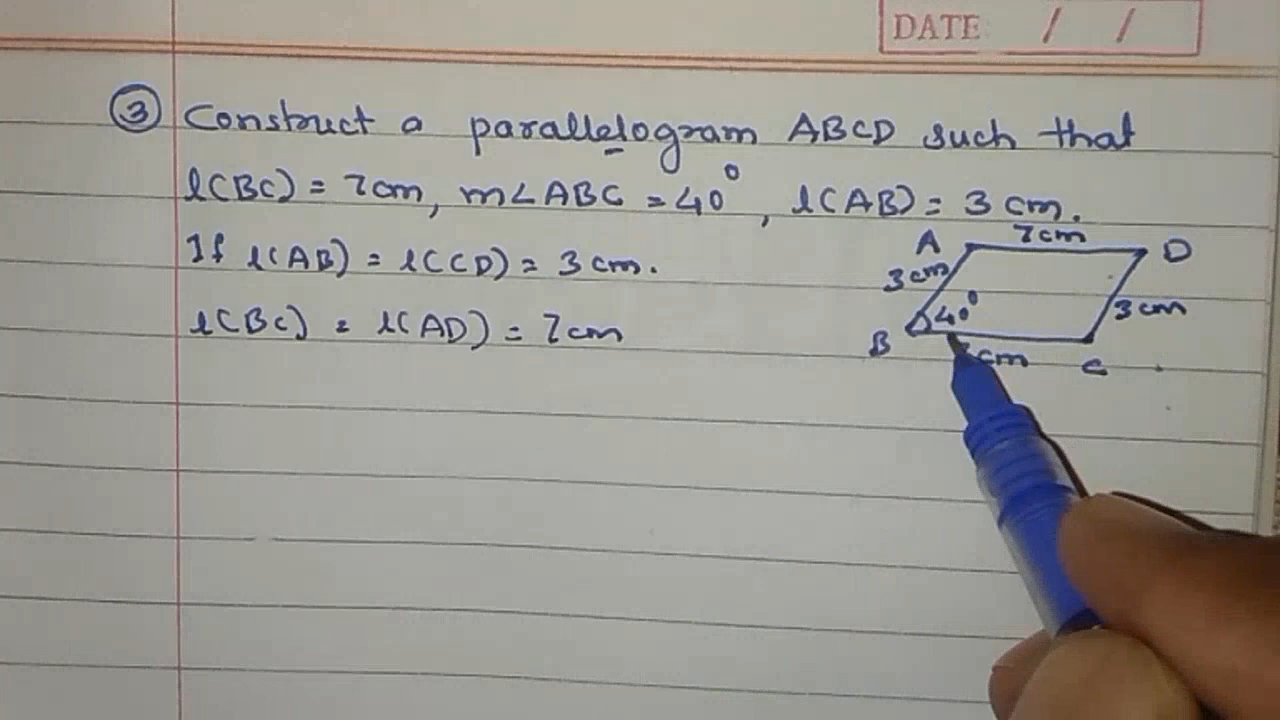 DATE / /
③ Construct a parallelogram ABCD such that
l(BC) = 7cm, m∠ABC = 40°, l(AB) = 3 cm.
If l(AB) = l(CD) = 3 cm.
l(BC) = l(AD) = 7cm
A 7cm D
3cm
40° 3cm
B 7cm C